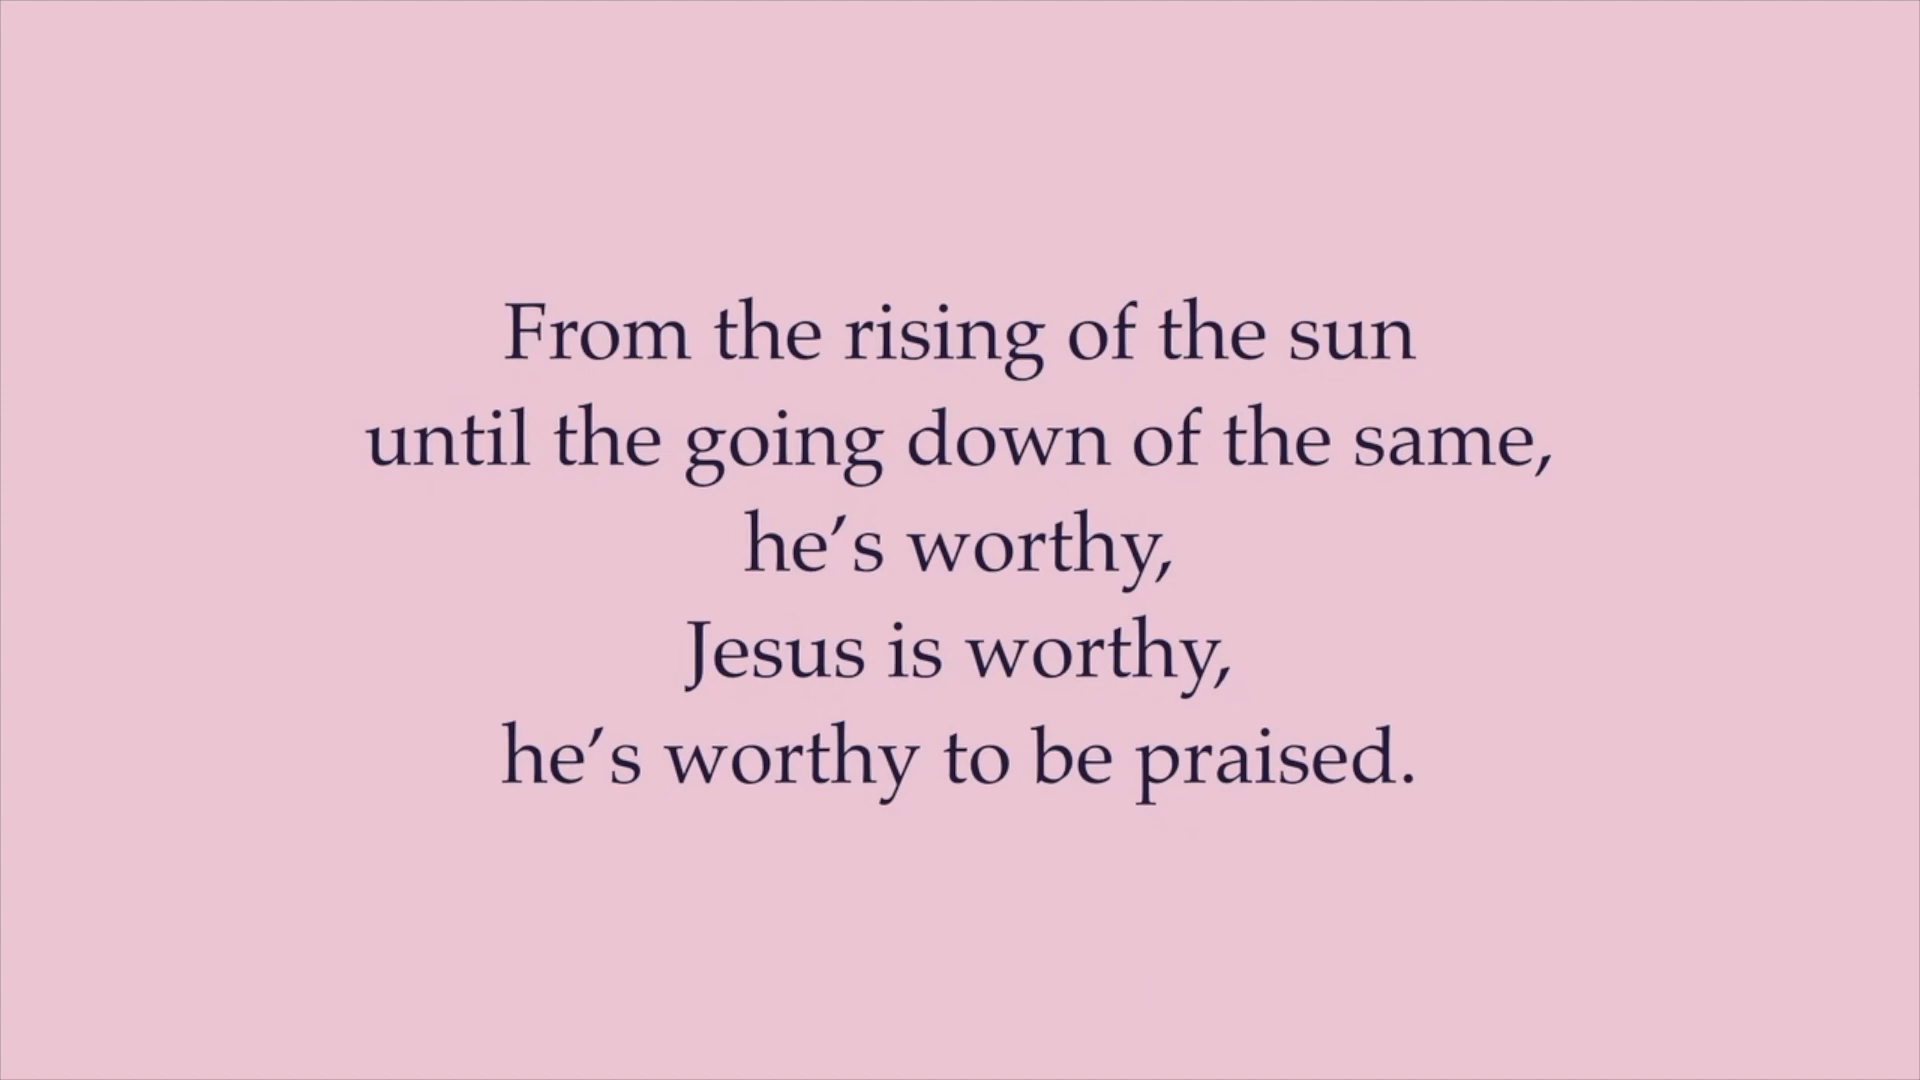 From the rising of the sun
until the going down of the same,
he’s worthy,
Jesus is worthy,
he’s worthy to be praised.